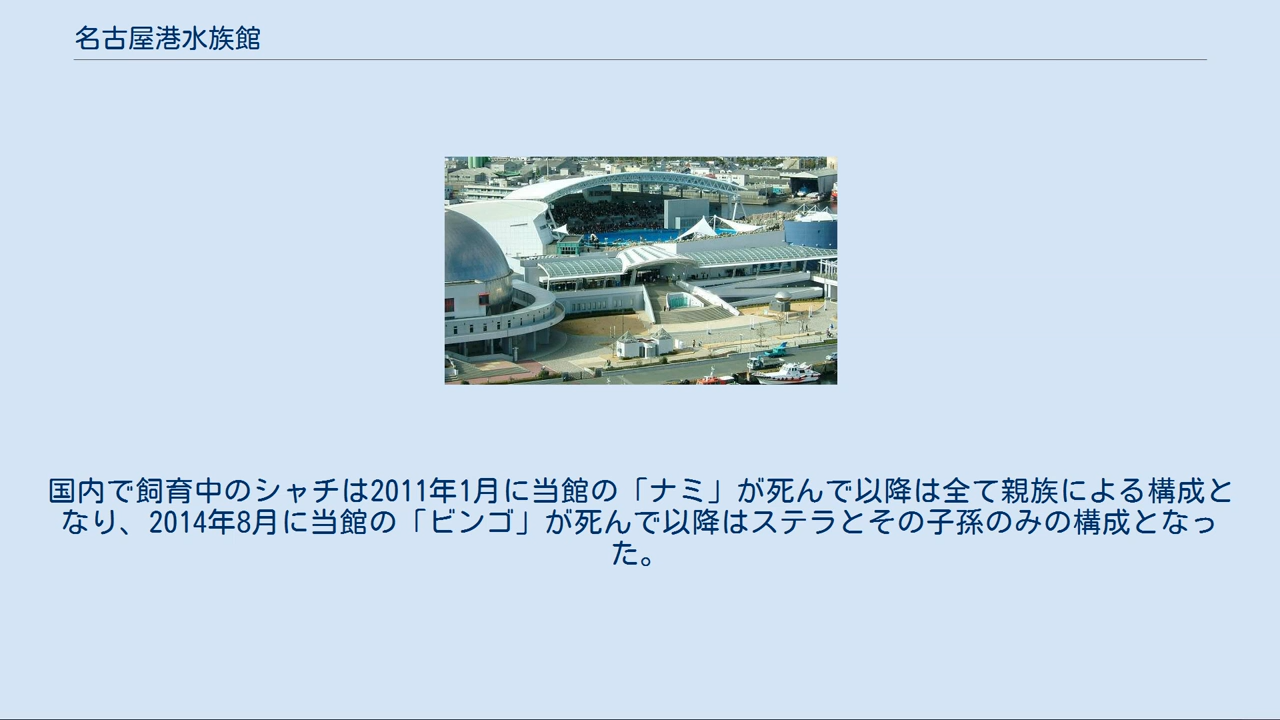 名古屋港水族館
国内で飼育中のシャチは2011年1月に当館の「ナミ」が死んで以降は全て親族による構成と
なり、2014年8月に当館の「ビンゴ」が死んで以降はステラとその子孫のみの構成となっ
た。